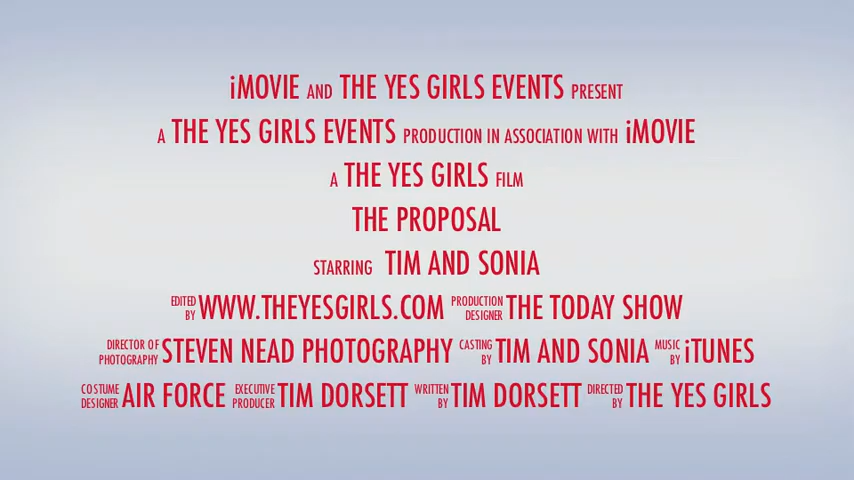 iMOVIE AND THE YES GIRLS EVENTS PRESENT
A THE YES GIRLS EVENTS PRODUCTION IN ASSOCIATION WITH iMOVIE
A THE YES GIRLS FILM
THE PROPOSAL
STARRING TIM AND SONIA
EDITED BY WWW.THEYESGIRLS.COM PRODUCTION DESIGNER THE TODAY SHOW
DIRECTOR OF PHOTOGRAPHY STEVEN NEAD PHOTOGRAPHY CASTING BY TIM AND SONIA MUSIC BY iTUNES
COSTUME DESIGNER AIR FORCE EXECUTIVE PRODUCER TIM DORSETT WRITTEN BY TIM DORSETT DIRECTED BY THE YES GIRLS